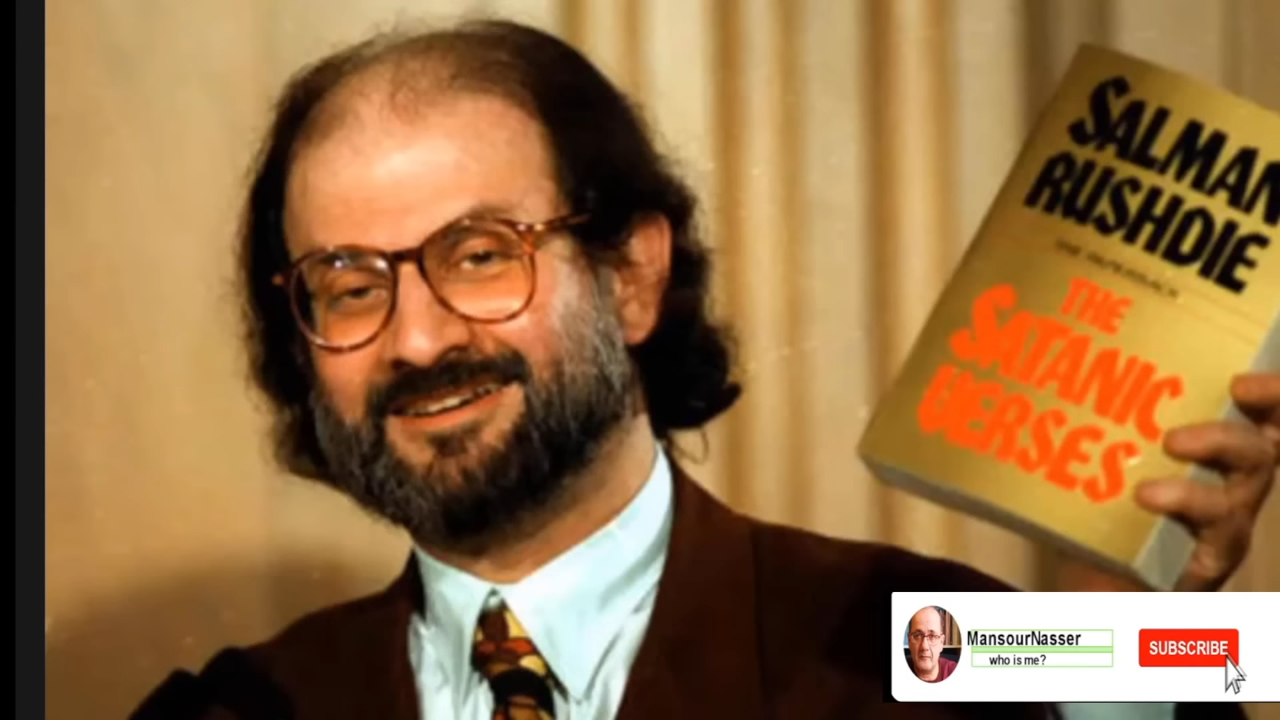 SALMAN
RUSHDIE
THE
SATANIC
VERSES
MansourNasser
who is me?
SUBSCRIBE